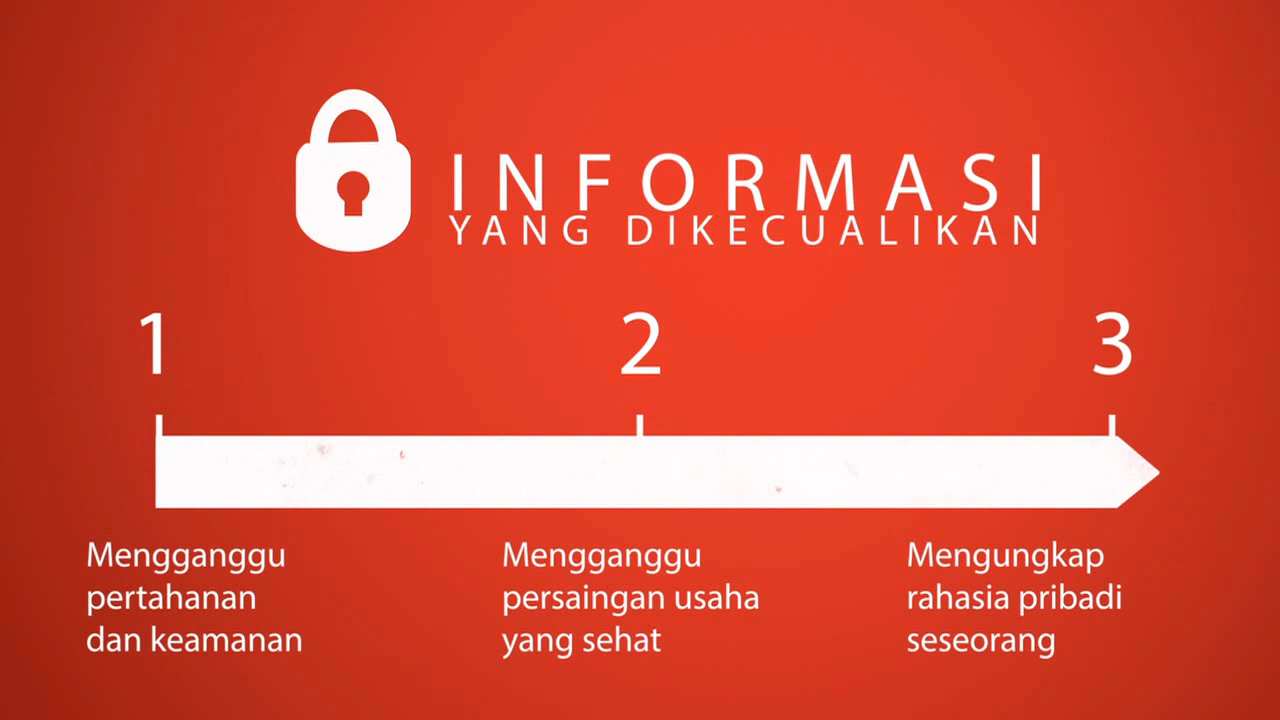 INFORMASI
YANG DIKECUALIKAN
1
2
3
Mengganggu
pertahanan
dan keamanan
Mengganggu
persaingan usaha
yang sehat
Mengungkap
rahasia pribadi
seseorang